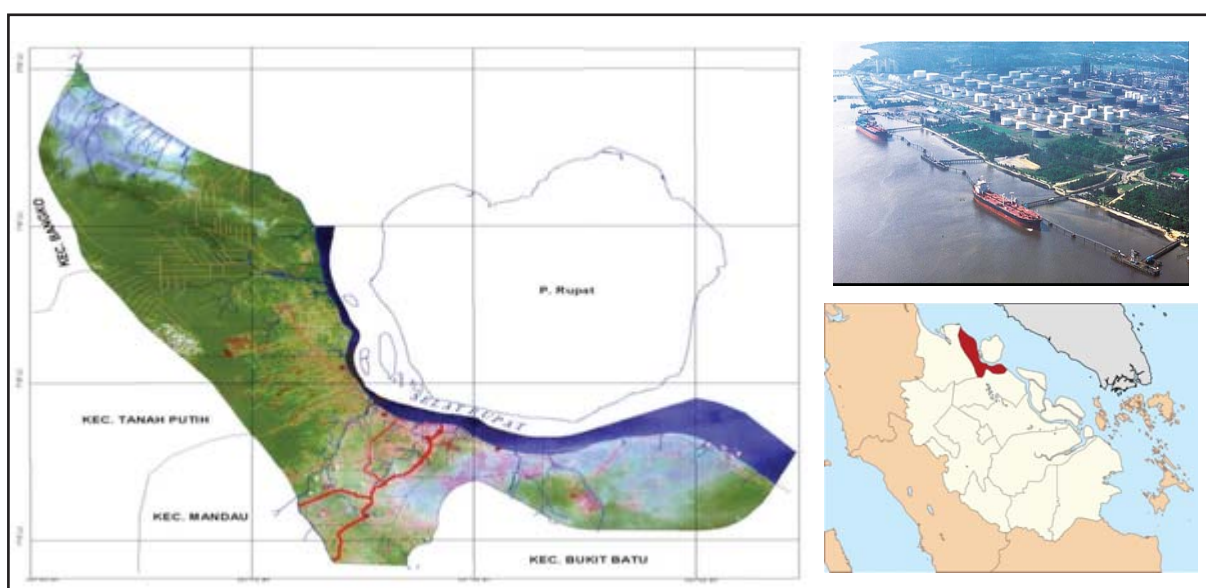 KEC. BANGKO
P. Rupat
SELAT RUPAT
KEC. TANAH PUTIH
KEC. MANDAU
KEC. BUKIT BATU